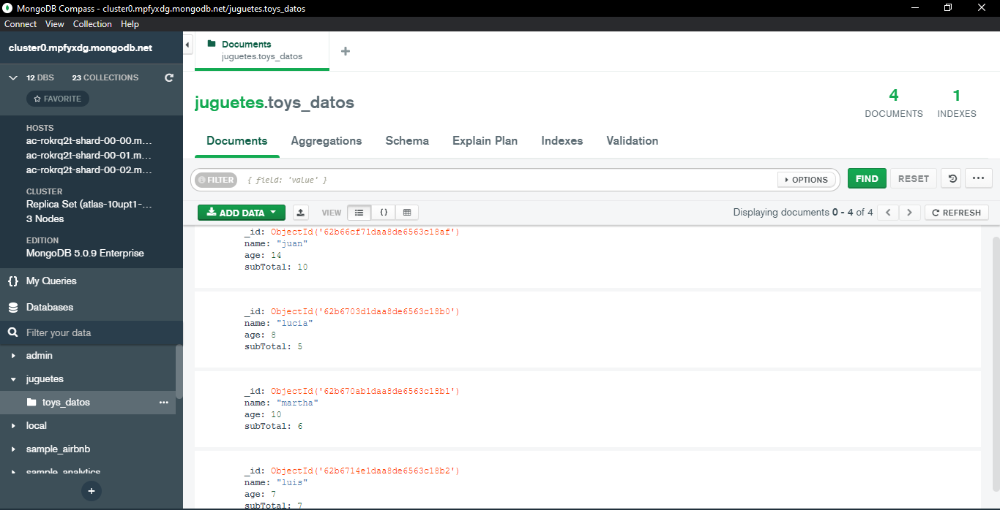 MongoDB Compass - cluster0.mpfyxdg.mongodb.net/juguetes.toys_datos
Connect View Collection Help
cluster0.mpfyxdg.mongodb.net
12 DBS 23 COLLECTIONS
FAVORITE
HOSTS
ac-rokrq2t-shard-00-00.m...
ac-rokrq2t-shard-00-01.m...
ac-rokrq2t-shard-00-02.m...
CLUSTER
Replica Set (atlas-10upt1-...
3 Nodes
EDITION
MongoDB 5.0.9 Enterprise
{} My Queries
Databases
Filter your data
admin
juguetes
toys_datos ...
local
sample_airbnb
sample_analytics
+
Documents
juguetes.toys_datos
+
juguetes.toys_datos
4
DOCUMENTS
1
INDEXES
Documents Aggregations Schema Explain Plan Indexes Validation
FILTER { field: 'value' } OPTIONS FIND RESET ...
ADD DATA VIEW {} Displaying documents 0 - 4 of 4 < > REFRESH
_id: ObjectId('62b66cf71daa8de6563c18af')
name: "juan"
age: 14
subTotal: 10
_id: ObjectId('62b6703d1daa8de6563c18b0')
name: "lucia"
age: 8
subTotal: 5
_id: ObjectId('62b670ab1daa8de6563c18b1')
name: "martha"
age: 10
subTotal: 6
_id: ObjectId('62b6714e1daa8de6563c18b2')
name: "luis"
age: 7
subTotal: 7